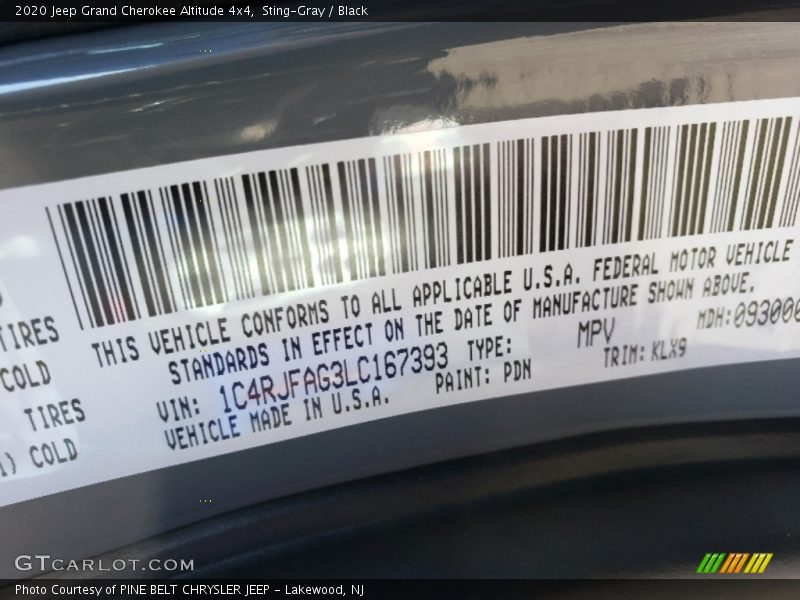 2020 Jeep Grand Cherokee Altitude 4x4, Sting-Gray / Black
THIS VEHICLE CONFORMS TO ALL APPLICABLE U.S.A. FEDERAL MOTOR VEHICLE
STANDARDS IN EFFECT ON THE DATE OF MANUFACTURE SHOWN ABOVE.
VIN: 1C4RJFAG3LC167393 TYPE: MPV MDH:09300
VEHICLE MADE IN U.S.A. PAINT: PDN TRIM: KLX9
TIRES
COLD
TIRES
) COLD
GTCARLOT.COM
Photo Courtesy of PINE BELT CHRYSLER JEEP - Lakewood, NJ